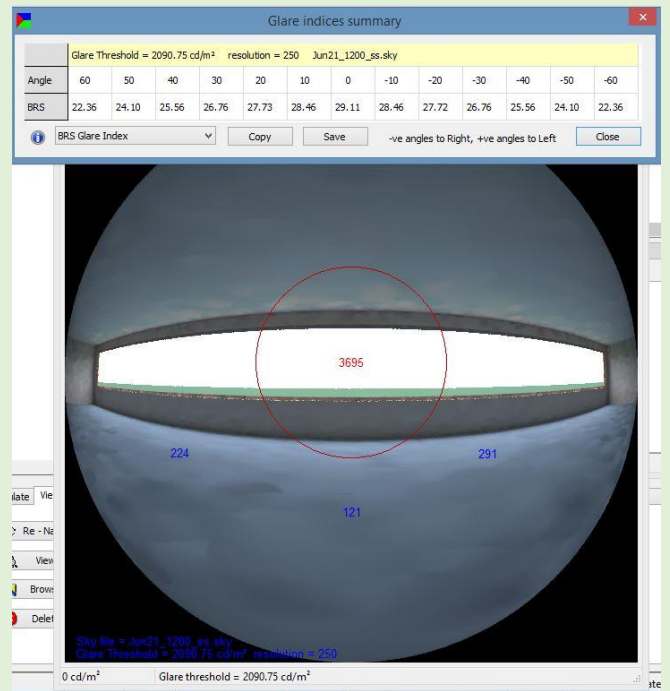 Glare indices summary
Glare Threshold = 2090.75 cd/m² resolution = 250 Jun21_1200_ss.sky
Angle 60 50 40 30 20 10 0 -10 -20 -30 -40 -50 -60
BRS 22.36 24.10 25.56 26.76 27.73 28.46 29.11 28.46 27.72 26.76 25.56 24.10 22.36
BRS Glare Index Copy Save -ve angles to Right, +ve angles to Left Close
3695
224 291
121
Re - Na
View
Brow
Delet
Sky file = Jun21_1200_ss.sky
Glare Threshold = 2090.75 cd/m² resolution = 250
0 cd/m² Glare threshold = 2090.75 cd/m²